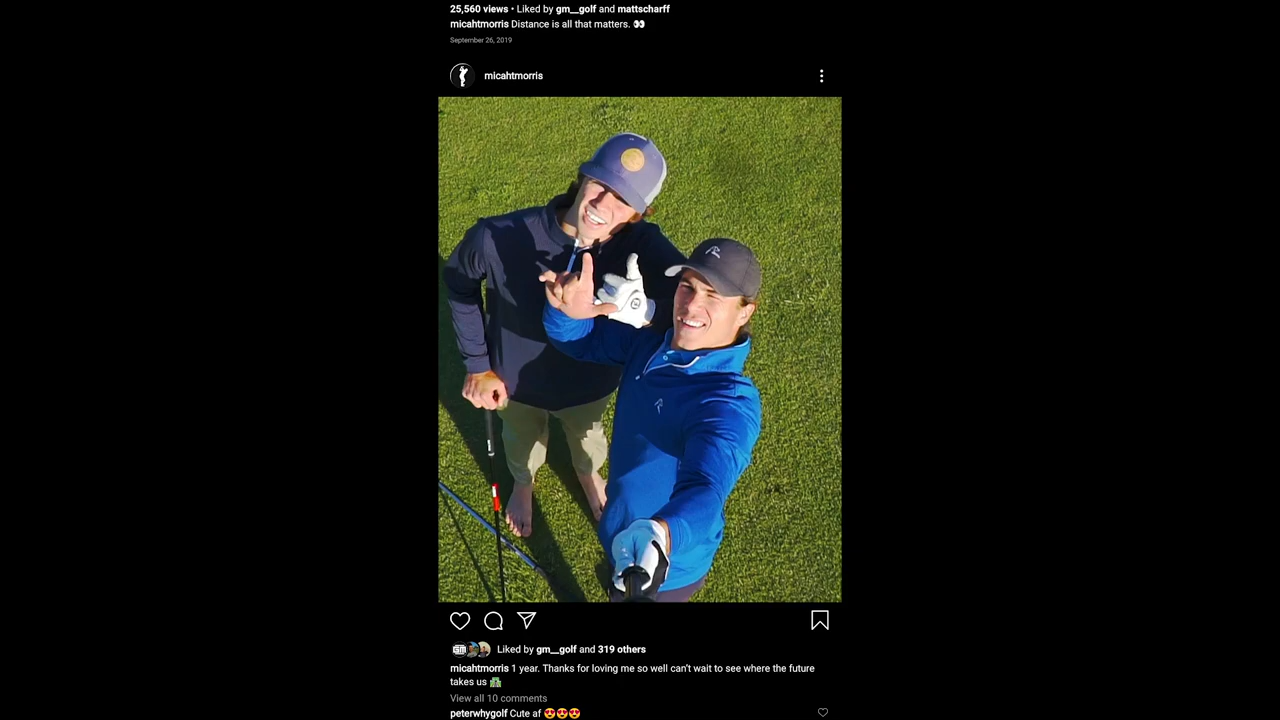 25,560 views • Liked by gm__golf and mattscharff
micahtmorris Distance is all that matters. 👀
September 26, 2019
micahtmorris
GM
Liked by gm__golf and 319 others
micahtmorris 1 year. Thanks for loving me so well can't wait to see where the future
takes us
View all 10 comments
peterwhygolf Cute af 😍😍😍